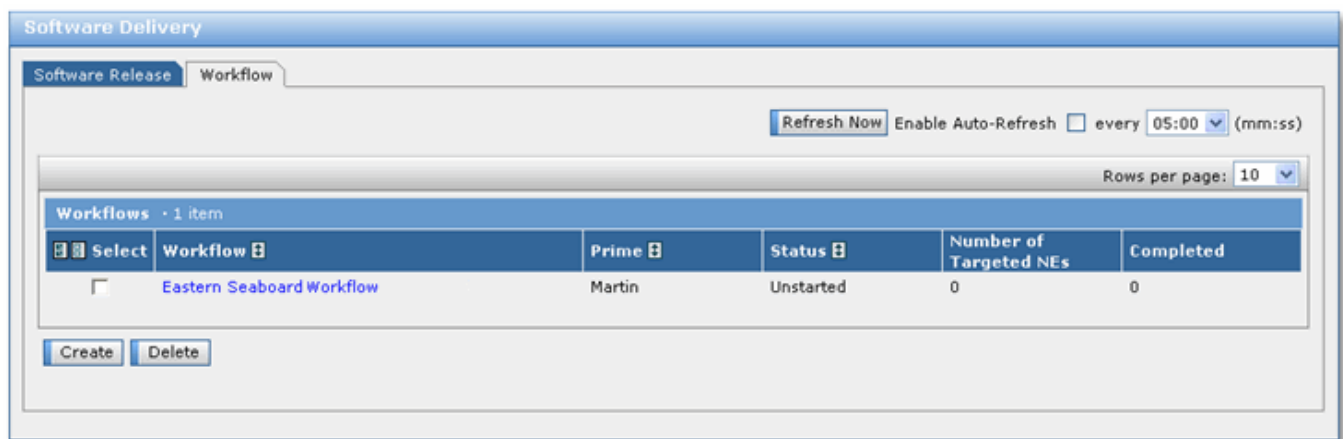 Software Delivery
Software Release Workflow
Refresh Now Enable Auto-Refresh every 05:00 (mm:ss)
Rows per page: 10
Workflows · 1 item
Select Workflow Prime Status Number of Targeted NEs Completed
Eastern Seaboard Workflow Martin Unstarted 0 0
Create Delete